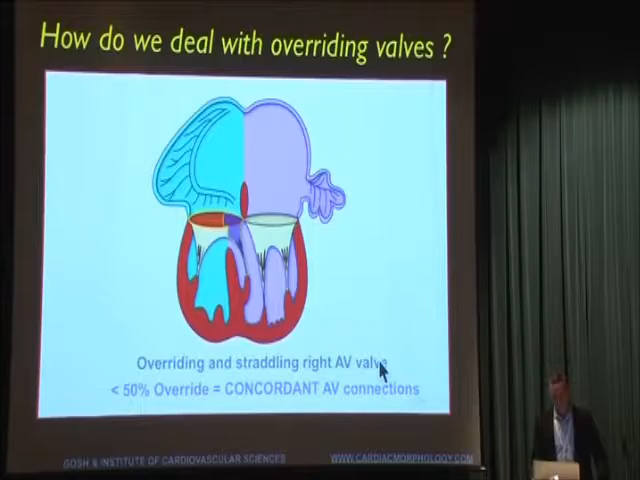 How do we deal with overriding valves ?
Overriding and straddling right AV valve
< 50% Override = CONCORDANT AV connections
GOSH & INSTITUTE OF CARDIOVASCULAR SCIENCES
WWW.CARDIACMORPHOLOGY.COM